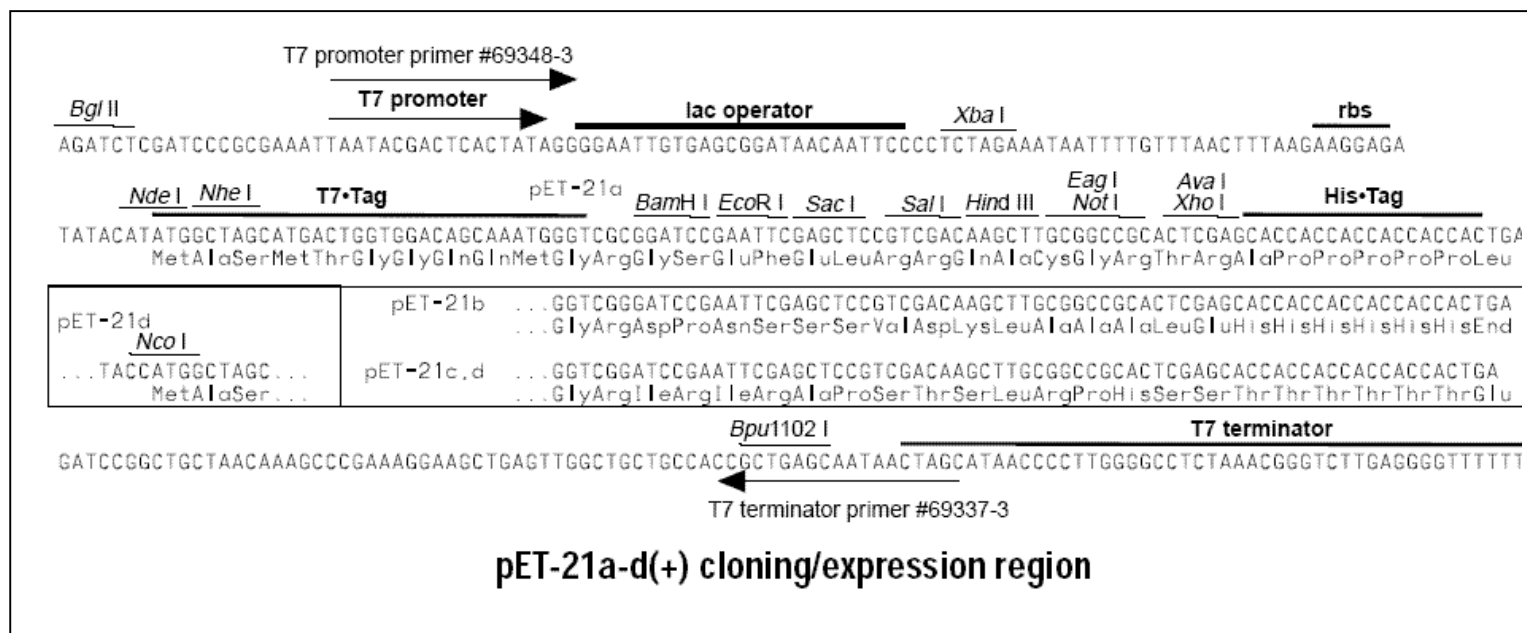 T7 promoter primer #69348-3
Bgl II T7 promoter lac operator Xba I rbs
AGATCTCGATCCCGCGAAATTAATACGACTCACTATAGGGGAATTGTGAGCGGATAACAATTCCCCTCTAGAAATAATTTTGTTTAACTTTAAGAAGGAGA
Nde I Nhe I T7•Tag pET-21a BamH I EcoR I Sac I Sal I Hind III Eag I Not I Ava I Xho I His•Tag
TATACATATGGCTAGCATGACTGGTGGACAGCAAATGGGTCGCGGATCCGAATTCGAGCTCCGTCGACAAGCTTGCGGCCGCACTCGAGCACCACCACCACCACCACTGA
MetAlaSerMetThrGlyGlyGlnGlnMetGlyArgGlySerGluPheGluLeuArgArgGlnAlaCysGlyArgThrArgAlaProProProProProLeu
pET-21b ...GGTCGGGATCCGAATTCGAGCTCCGTCGACAAGCTTGCGGCCGCACTCGAGCACCACCACCACCACCACTGA
...GlyArgAspProAsnSerSerSerValAspLysLeuAlaAlaAlaLeuGluHisHisHisHisHisHisEnd
pET-21d
Nco I
...TACCATGGCTAGC... pET-21c,d ...GGTCGGATCCGAATTCGAGCTCCGTCGACAAGCTTGCGGCCGCACTCGAGCACCACCACCACCACCACTGA
MetAlaSer... ...GlyArgIleArgIleArgAlaProSerThrSerLeuArgProHisSerSerThrThrThrThrThrThrGlu
Bpu1102 I T7 terminator
GATCCGGCTGCTAACAAAGCCCGAAAGGAAGCTGAGTTGGCTGCTGCCACCGCTGAGCAATAACTAGCATAACCCCTTGGGGCCTCTAAACGGGTCTTGAGGGGTTTTTT
T7 terminator primer #69337-3
pET-21a-d(+) cloning/expression region